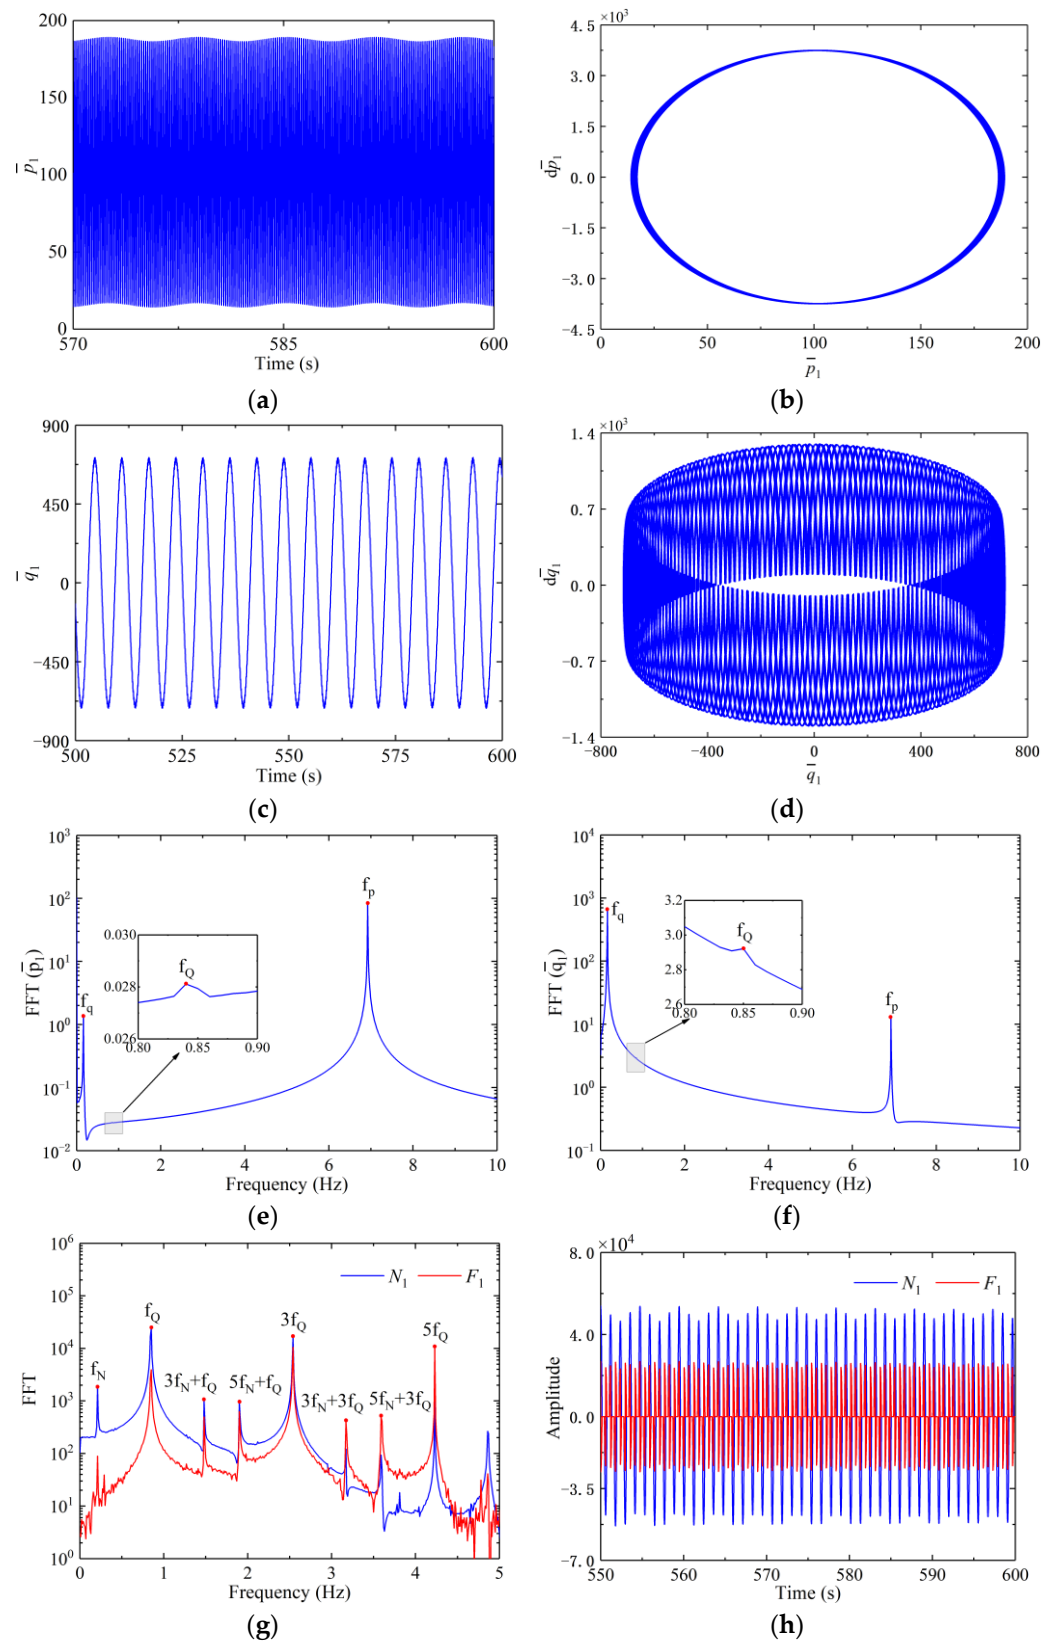 200
150
100
50
0
p̄1
570
585
600
Time (s)
(a)
×10³
4.5
3.0
1.5
0.0
−1.5
−3.0
−4.5
dp̄1
0
50
100
150
200
p̄1
(b)
900
450
0
−450
−900
q̄1
500
525
550
575
600
Time (s)
(c)
×10³
1.4
0.7
0.0
−0.7
−1.4
dq̄1
−800
−400
0
400
800
q̄1
(d)
10³
10²
10¹
10⁰
10⁻¹
10⁻²
FFT (p̄1)
fq
fp
0.030
0.028
0.026
fQ
0.80
0.85
0.90
0
2
4
6
8
10
Frequency (Hz)
(e)
10⁴
10³
10²
10¹
10⁰
10⁻¹
FFT (q̄1)
fq
fp
3.2
3.0
2.8
2.6
fQ
0.80
0.85
0.90
0
2
4
6
8
10
Frequency (Hz)
(f)
10⁶
10⁵
10⁴
10³
10²
10¹
10⁰
FFT
N1
F1
fN
fQ
3fN+fQ
5fN+fQ
3fQ
3fN+3fQ
5fN+3fQ
5fQ
0
1
2
3
4
5
Frequency (Hz)
(g)
×10⁴
8.0
4.0
0.0
−3.5
−7.0
Amplitude
N1
F1
550
560
570
580
590
600
Time (s)
(h)